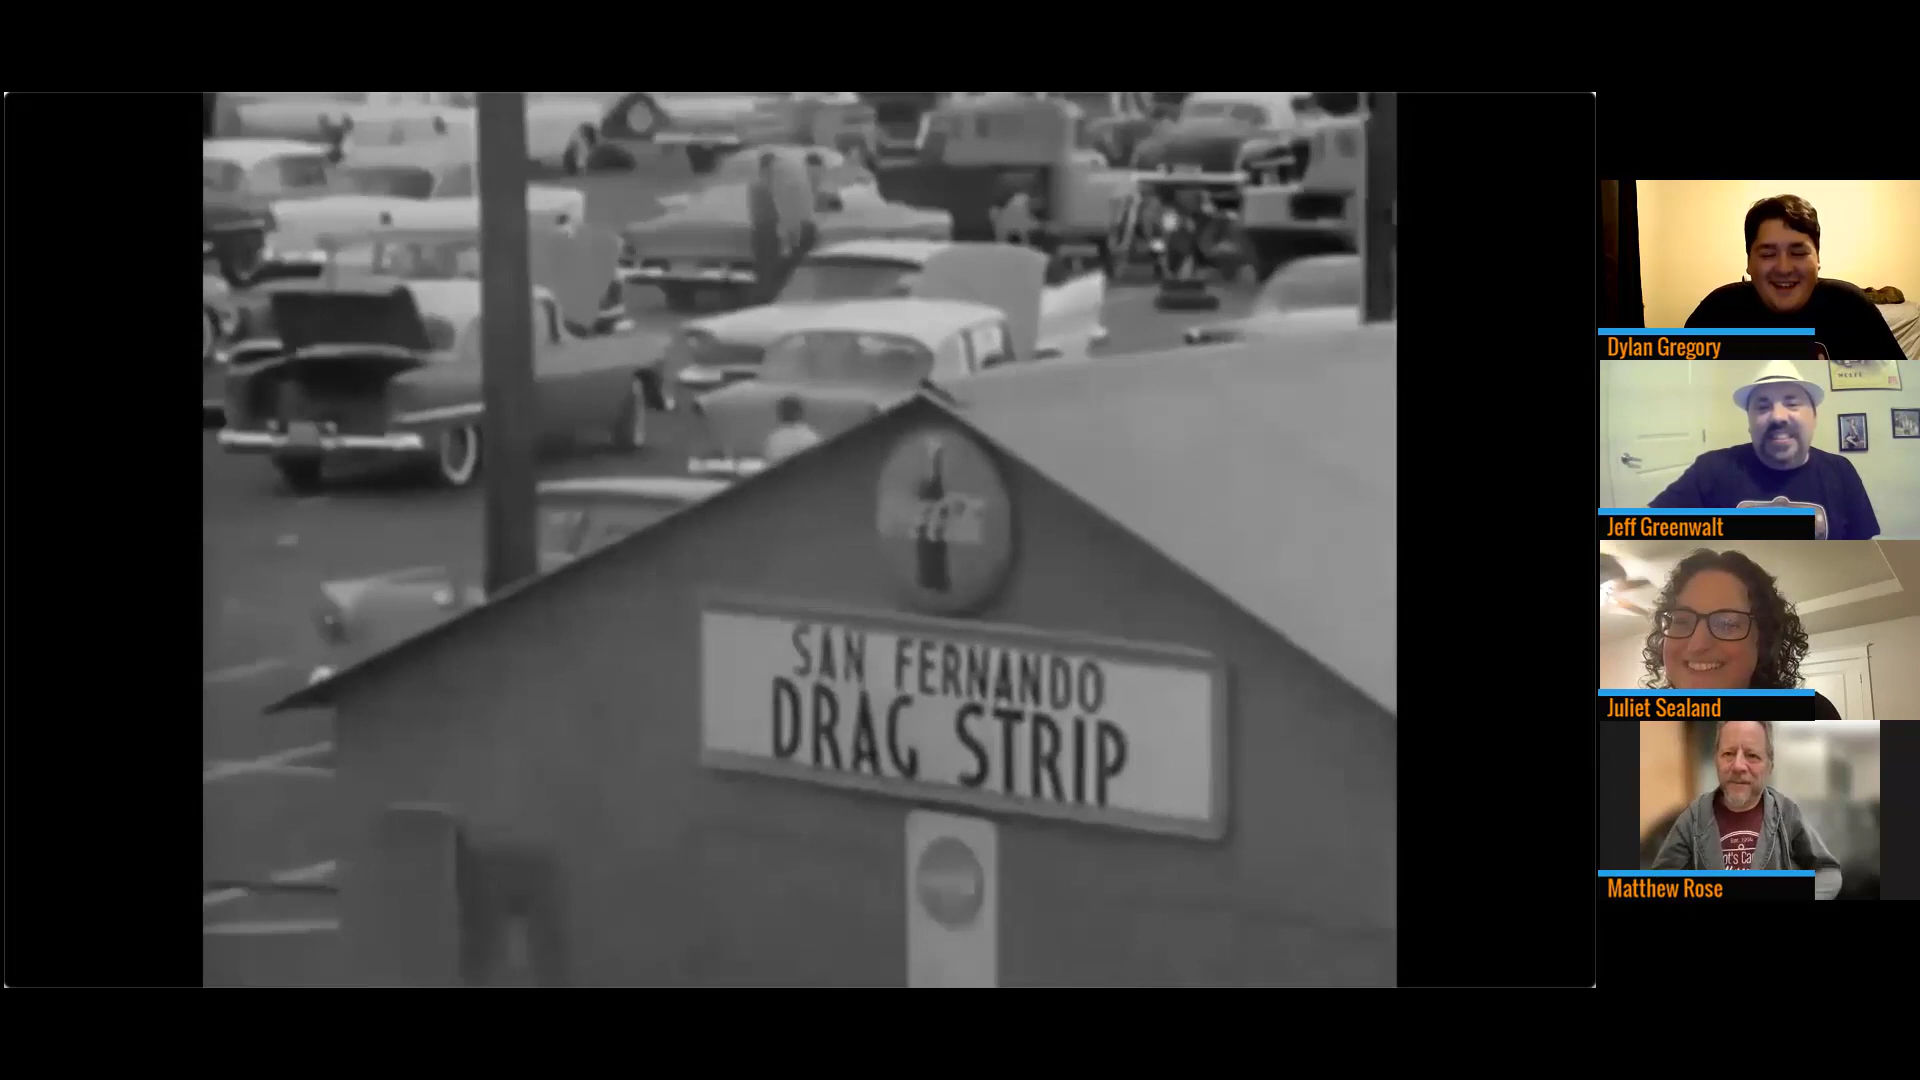 SAN FERNANDO
DRAG STRIP
Dylan Gregory
Jeff Greenwalt
Juliet Sealand
Matthew Rose